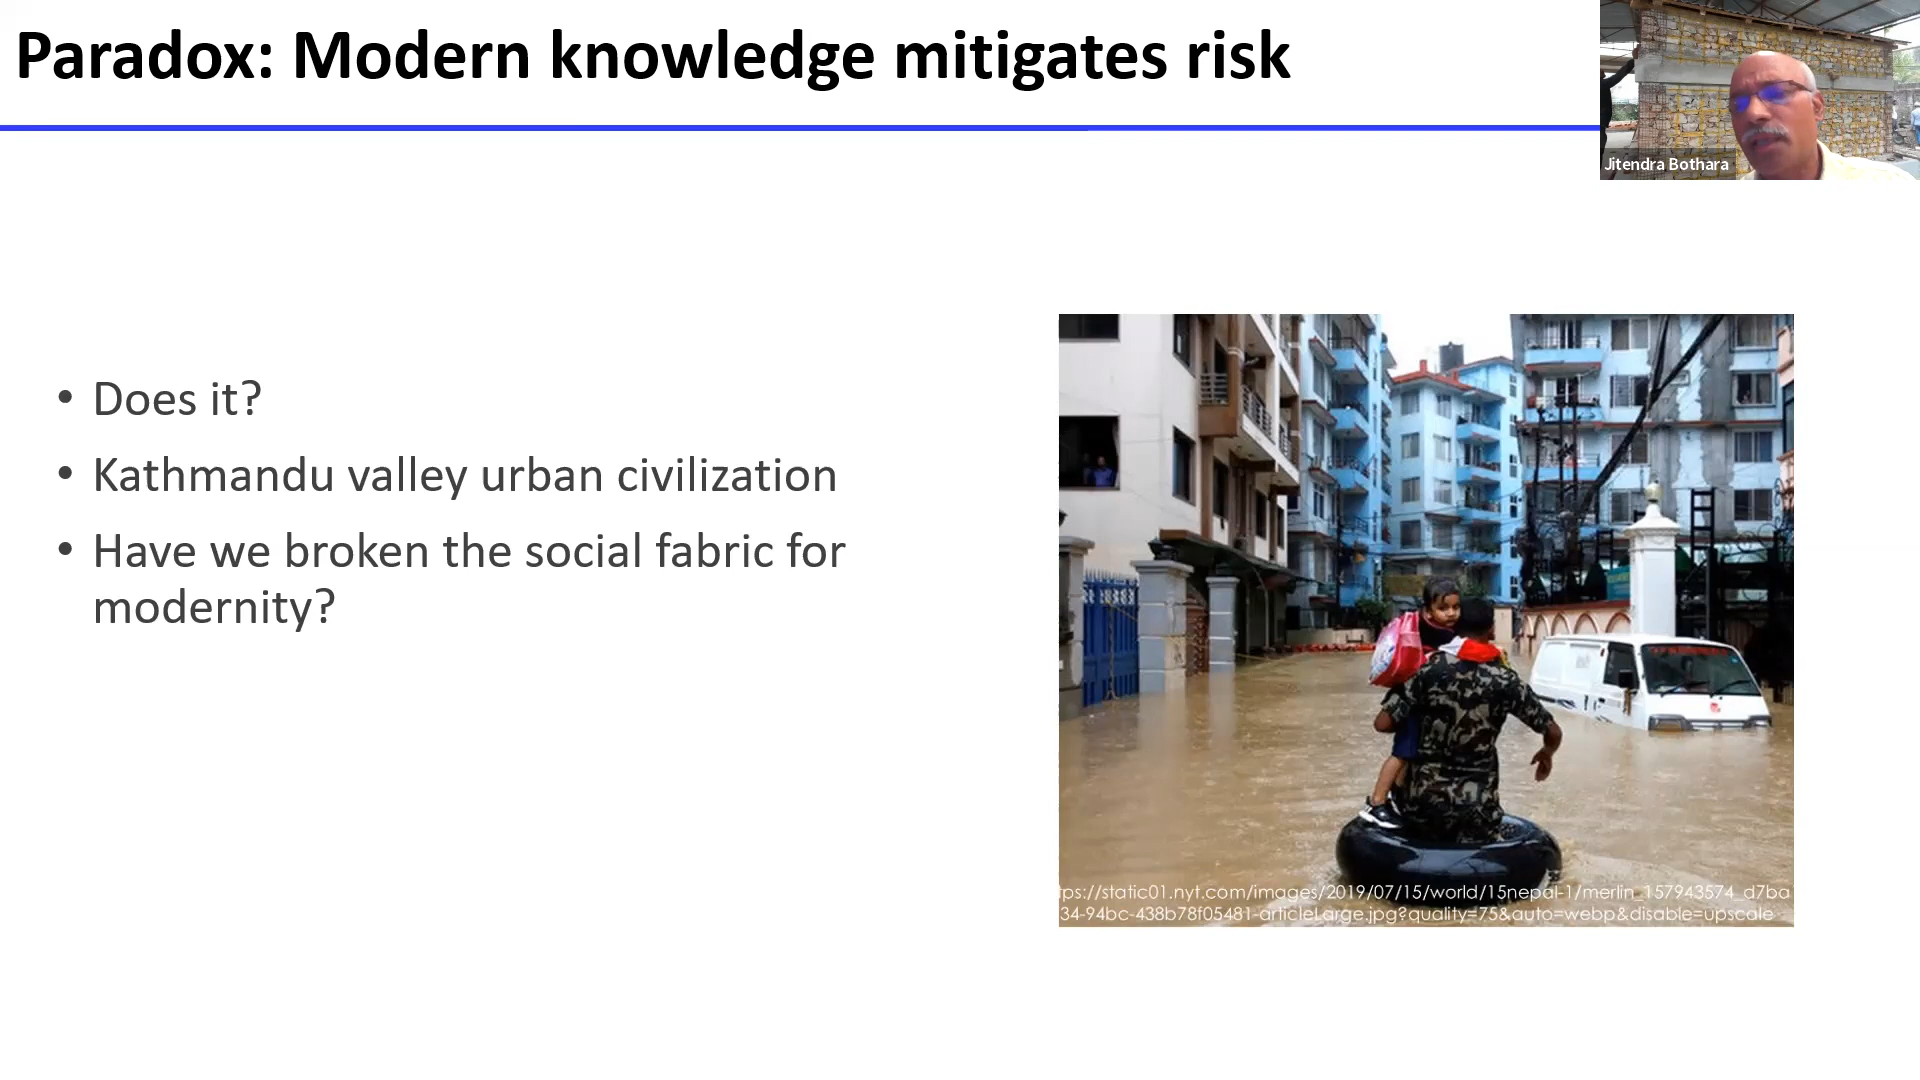 Paradox: Modern knowledge mitigates risk
Jitendra Bothara
• Does it?
• Kathmandu valley urban civilization
• Have we broken the social fabric for
modernity?
tps://static01.nyt.com/images/2019/07/15/world/15nepal-1/merlin_157943574_d7ba
34-94bc-438b78f05481-articleLarge.jpg?quality=75&auto=webp&disable=upscale